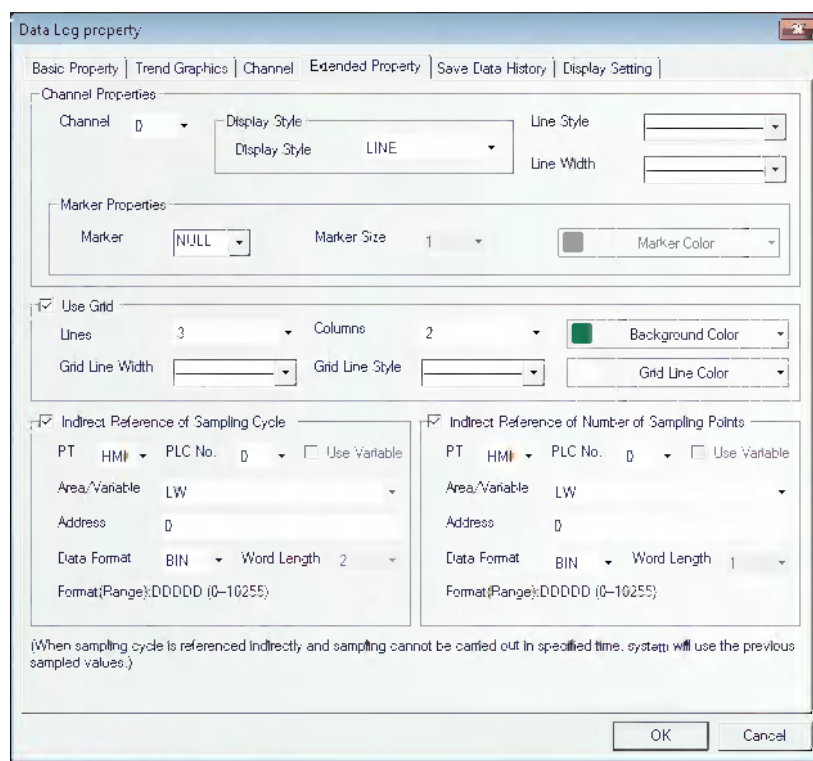 Data Log property
Basic Property Trend Graphics Channel Extended Property Save Data History Display Setting
Channel Properties
Channel 0 Display Style Line Style
Display Style LINE
Line Width
Marker Properties
Marker NULL Marker Size 1 Marker Color
Use Grid
Lines 3 Columns 2 Background Color
Grid Line Width Grid Line Style Grid Line Color
Indirect Reference of Sampling Cycle
PT HMI PLC No. 0 Use Variable
Area/Variable LW
Address 0
Data Format BIN Word Length 2
Format(Range):DDDDD (0~10255)
Indirect Reference of Number of Sampling Points
PT HMI PLC No. 0 Use Variable
Area/Variable LW
Address 0
Data Format BIN Word Length 1
Format(Range):DDDDD (0~10255)
(When sampling cycle is referenced indirectly and sampling cannot be carried out in specified time, system will use the previous
sampled values.)
OK Cancel